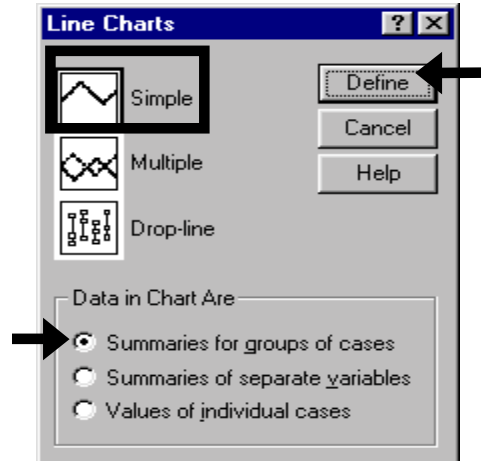 Line Charts
Simple
Define
Cancel
Multiple
Help
Drop-line
Data in Chart Are
Summaries for groups of cases
Summaries of separate variables
Values of individual cases